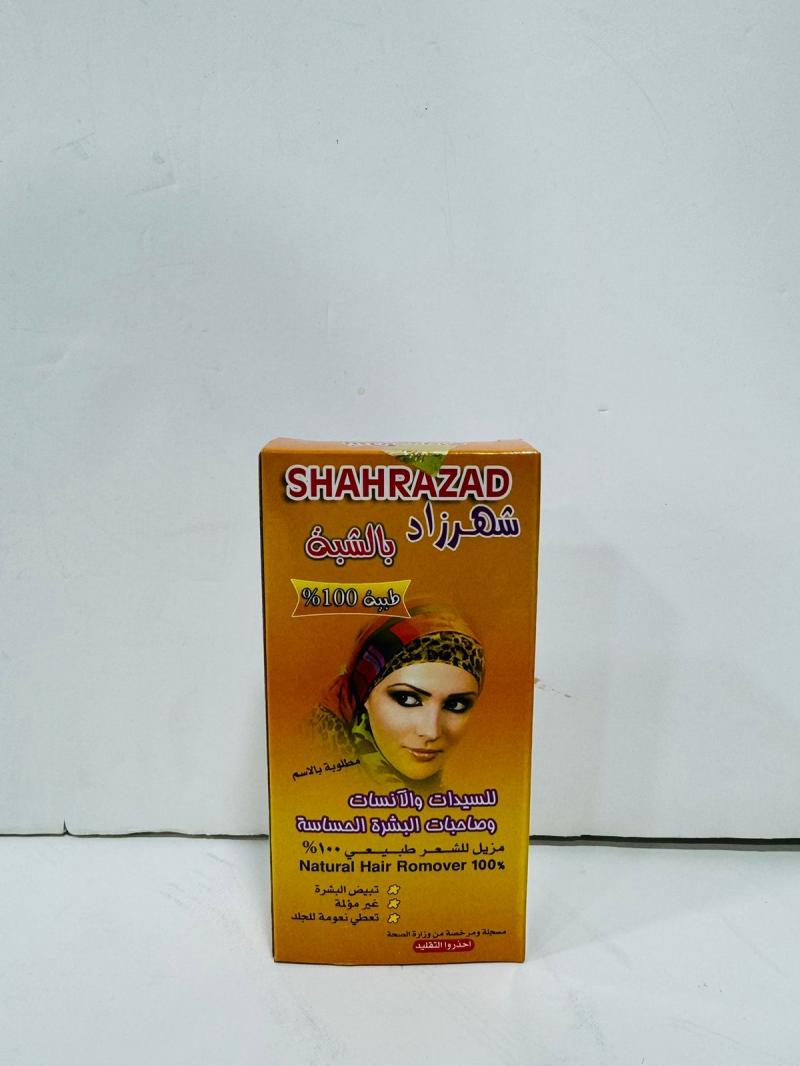 SHAHRAZAD
شهرزاد
بالشبة
طبية 100%
مطلوبة بالاسم
للسيدات والآنسات
وصاحبات البشرة الحساسة
مزيل للشعر طبيعي ١٠٠%
Natural Hair Romover 100%
تبيض البشرة
غير مؤلمة
تعطي نعومة للجلد
مسجلة ومرخصة من وزارة الصحة
احذروا التقليد